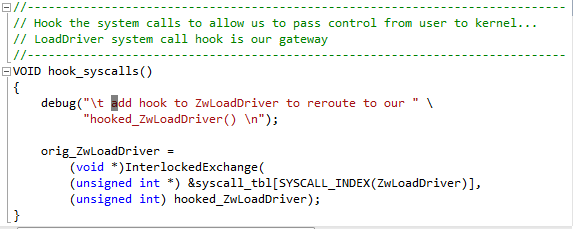 //--------------------------------------------------------------------
// Hook the system calls to allow us to pass control from user to kernel...
// LoadDriver system call hook is our gateway
//--------------------------------------------------------------------
VOID hook_syscalls()
{
    debug("\t add hook to ZwLoadDriver to reroute to our " \
          "hooked_ZwLoadDriver() \n");

    orig_ZwLoadDriver =
        (void *)InterlockedExchange(
        (unsigned int *) &syscall_tbl[SYSCALL_INDEX(ZwLoadDriver)],
        (unsigned int) hooked_ZwLoadDriver);
}